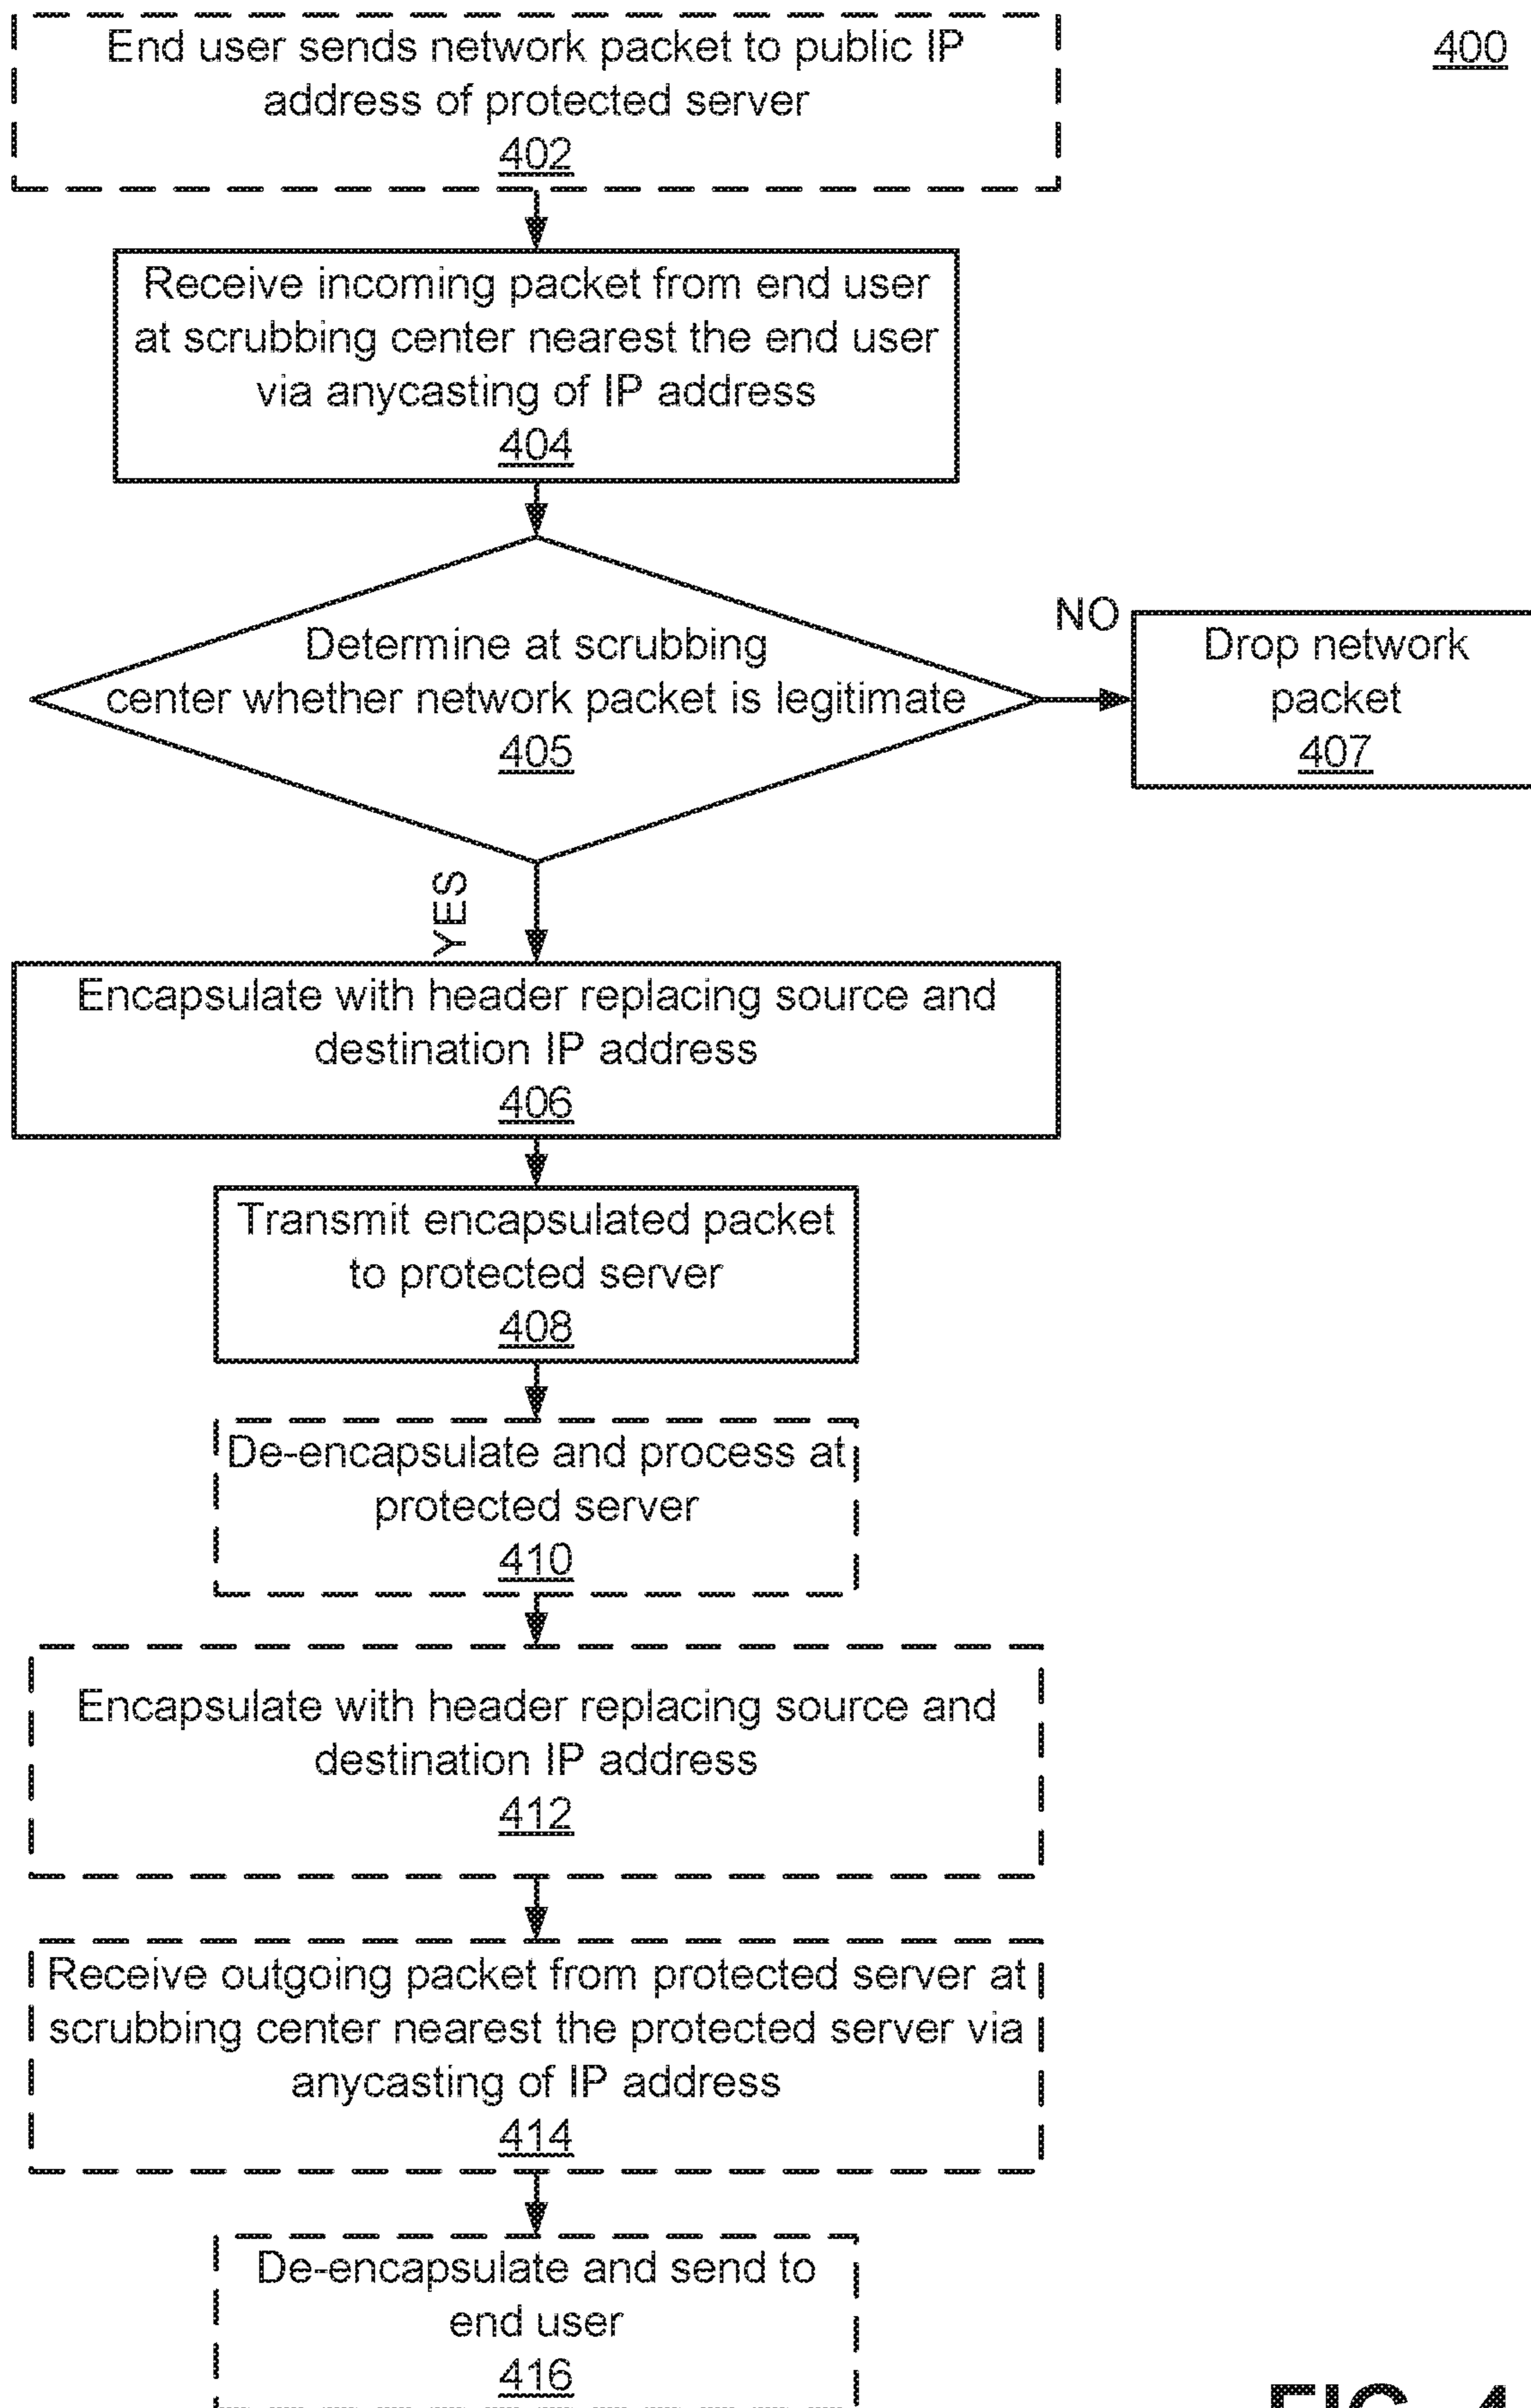 End user sends network packet to public IP
address of protected server
402
400
Receive incoming packet from end user
at scrubbing center nearest the end user
via anycasting of IP address
404
Determine at scrubbing
center whether network packet is legitimate
405
NO
Drop network
packet
407
YES
Encapsulate with header replacing source and
destination IP address
406
Transmit encapsulated packet
to protected server
408
De-encapsulate and process at
protected server
410
Encapsulate with header replacing source and
destination IP address
412
Receive outgoing packet from protected server at
scrubbing center nearest the protected server via
anycasting of IP address
414
De-encapsulate and send to
end user
416
FIG. 4